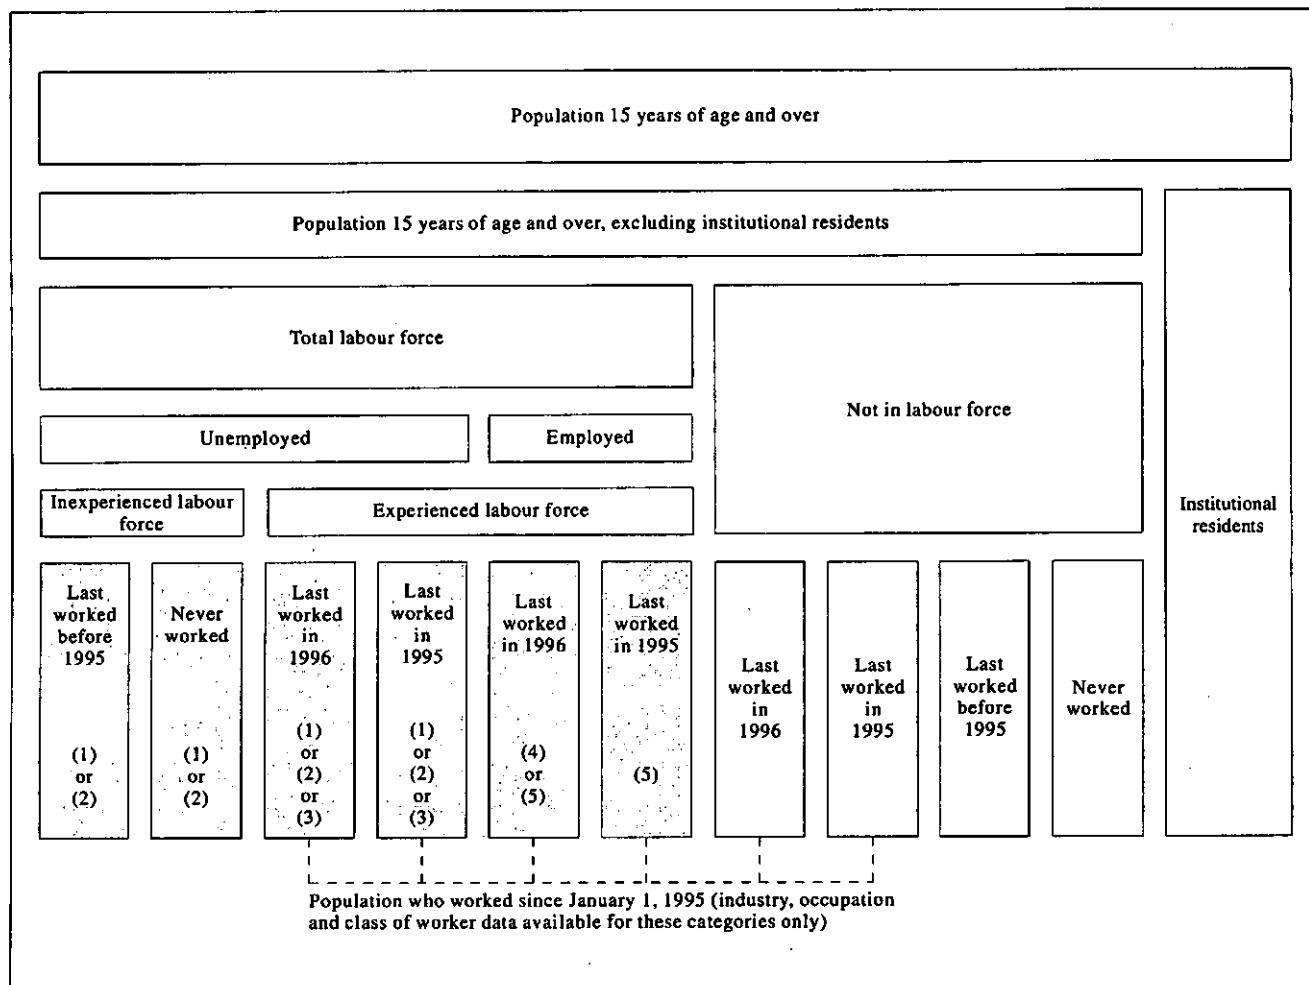 Population 15 years of age and over
Population 15 years of age and over, excluding institutional residents
Total labour force
Not in labour force
Institutional
residents
Unemployed
Employed
Inexperienced labour
force
Experienced labour force
Last
worked
before
1995
(1)
or
(2)
Never
worked
(1)
or
(2)
Last
worked
in
1996
(1)
or
(2)
or
(3)
Last
worked
in
1995
(1)
or
(2)
or
(3)
Last
worked
in 1996
(4)
or
(5)
Last
worked
in 1995
(5)
Last
worked
in
1996
Last
worked
in
1995
Last
worked
before
1995
Never
worked
Population who worked since January 1, 1995 (industry, occupation
and class of worker data available for these categories only)